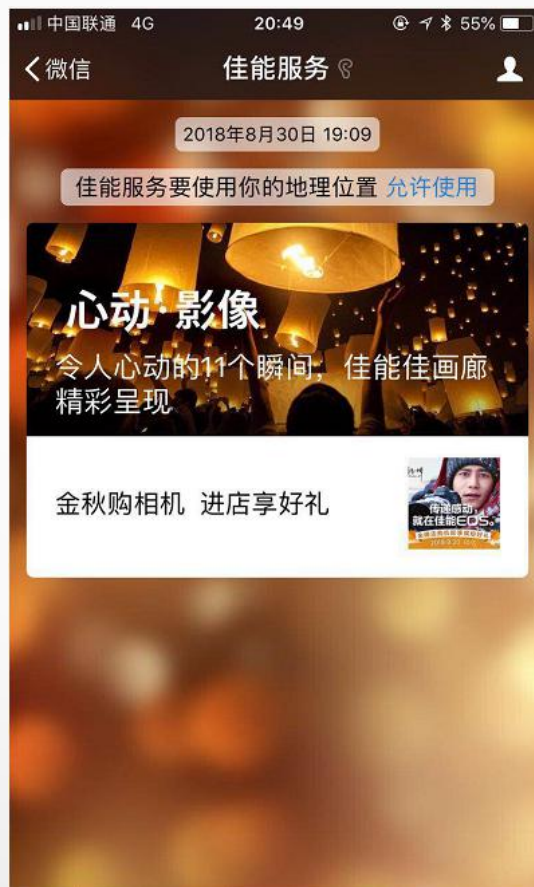 中国联通 4G 20:49 55%
微信 佳能服务
2018年8月30日 19:09
佳能服务要使用你的地理位置 允许使用
心动·影像
令人心动的11个瞬间，佳能佳画廊
精彩呈现
金秋购相机 进店享好礼
传递感动，
就在佳能EOS。